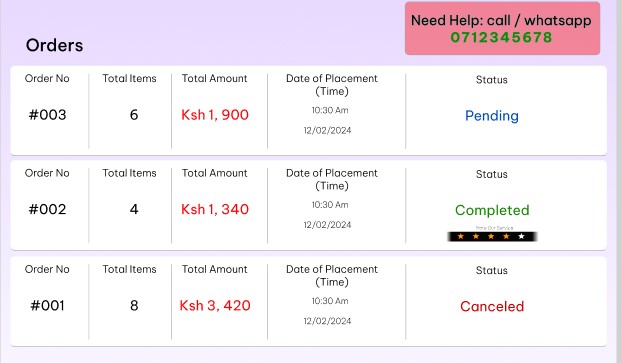 Need Help: call / whatsapp
0712345678
Orders
Order No Total Items Total Amount Date of Placement (Time) Status
#003 6 Ksh 1, 900 10:30 Am 12/02/2024 Pending
Order No Total Items Total Amount Date of Placement (Time) Status
#002 4 Ksh 1, 340 10:30 Am 12/02/2024 Completed
Rate Our Service
Order No Total Items Total Amount Date of Placement (Time) Status
#001 8 Ksh 3, 420 10:30 Am 12/02/2024 Canceled